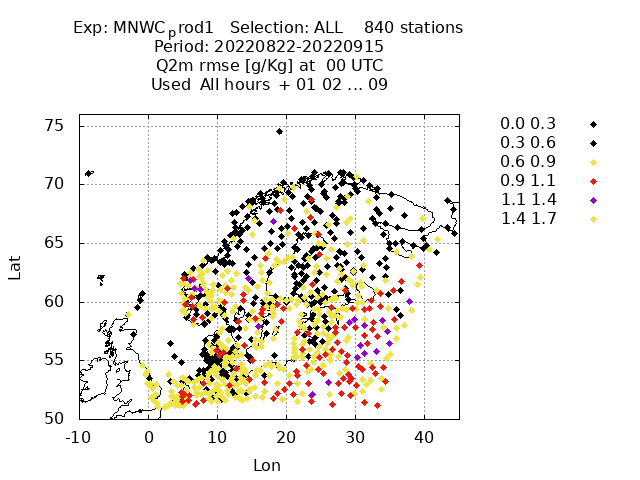 Exp: MNWCprod1 Selection: ALL 840 stations
Period: 20220822-20220915
Q2m rmse [g/Kg] at 00 UTC
Used All hours + 01 02 ... 09
0.0 0.3
0.3 0.6
0.6 0.9
0.9 1.1
1.1 1.4
1.4 1.7
75
70
65
60
55
50
Lat
-10 0 10 20 30 40
Lon